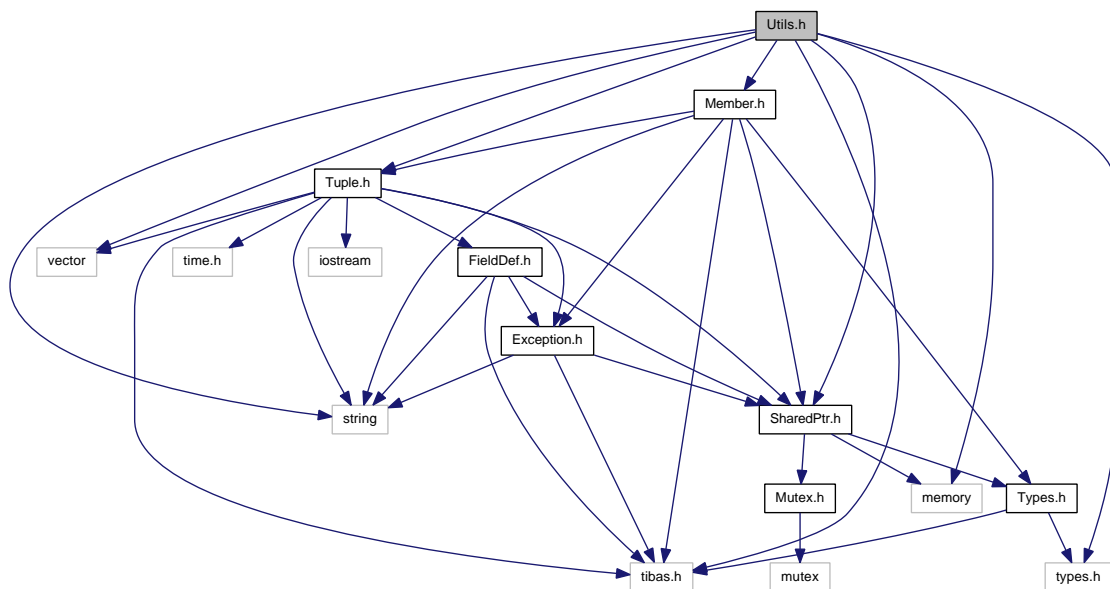 Utils.h
Member.h
Tuple.h
vector
time.h
iostream
FieldDef.h
Exception.h
string
SharedPtr.h
Mutex.h
memory
Types.h
tibas.h
mutex
types.h